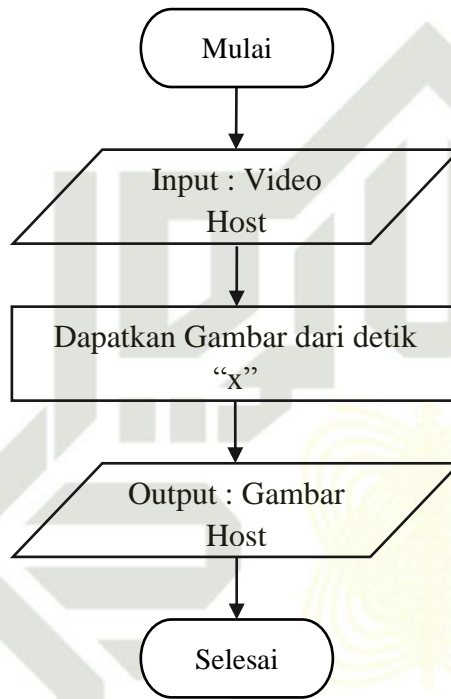 Mulai
Input : Video
Host
Dapatkan Gambar dari detik
“x”
Output : Gambar
Host
Selesai